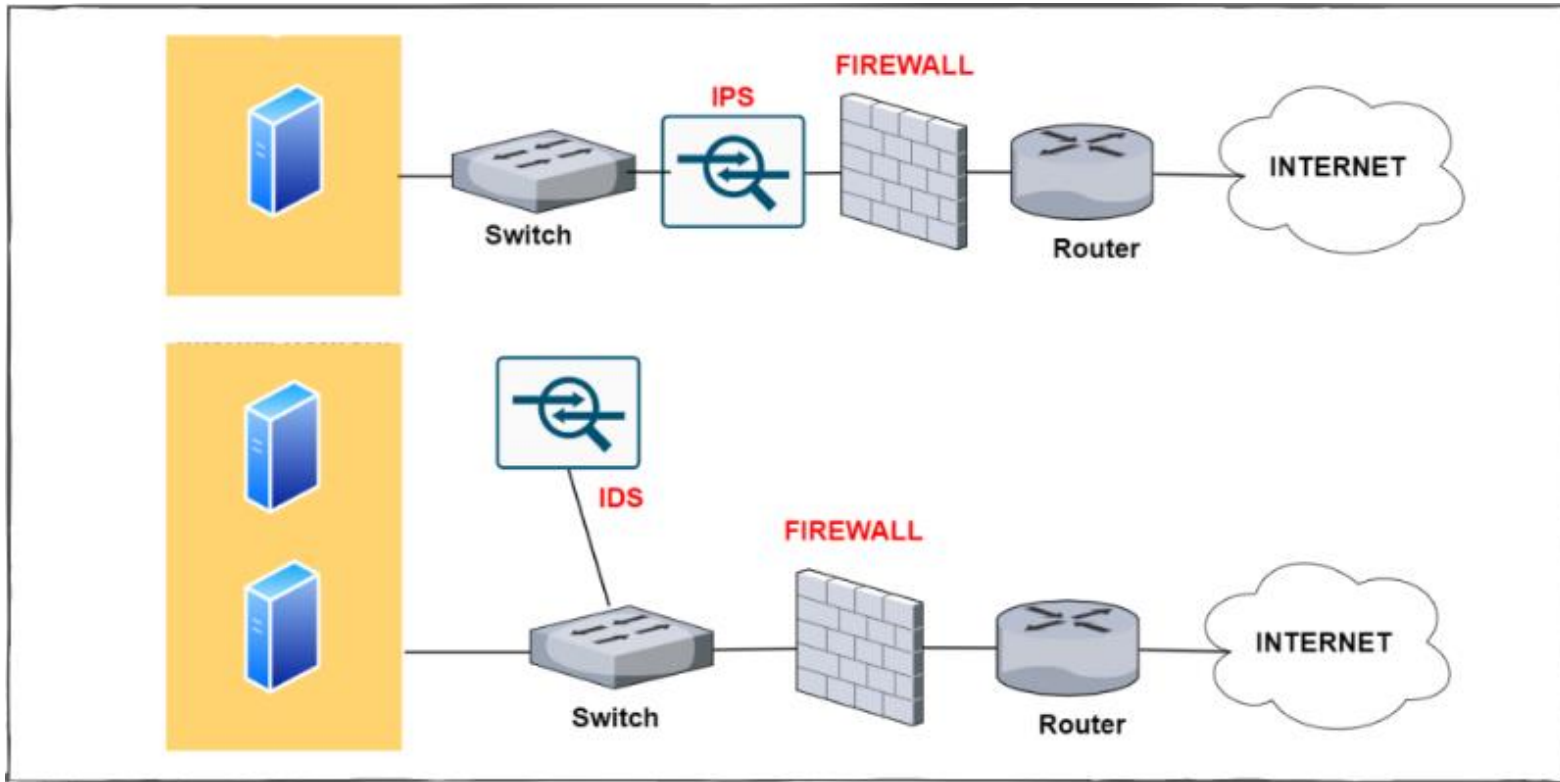 FIREWALL
IPS
INTERNET
Switch
Router
IDS
FIREWALL
INTERNET
Switch
Router